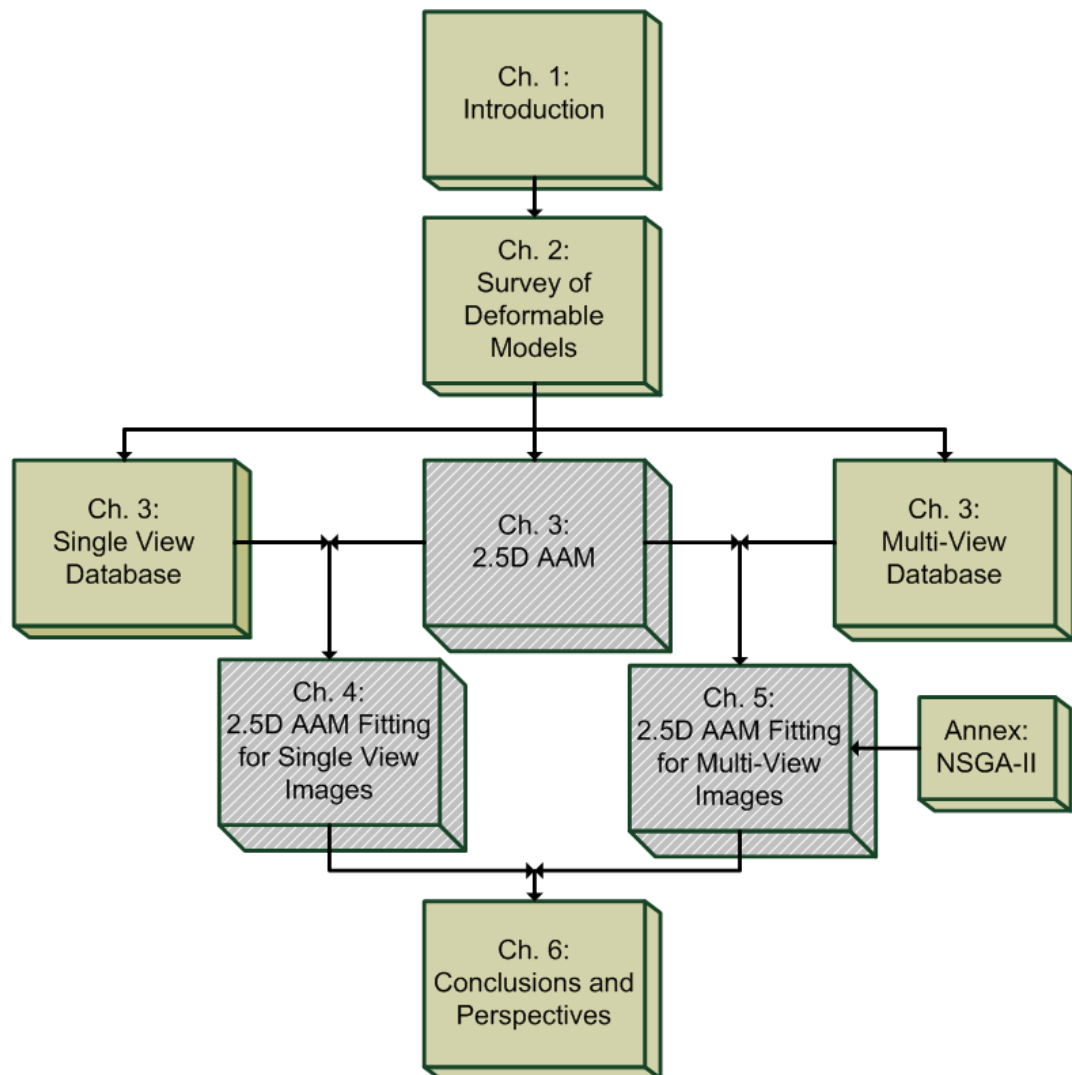 Ch. 1:
Introduction
Ch. 2:
Survey of
Deformable
Models
Ch. 3:
Single View
Database
Ch. 3:
2.5D AAM
Ch. 3:
Multi-View
Database
Ch. 4:
2.5D AAM Fitting
for Single View
Images
Ch. 5:
2.5D AAM Fitting
for Multi-View
Images
Annex:
NSGA-II
Ch. 6:
Conclusions and
Perspectives